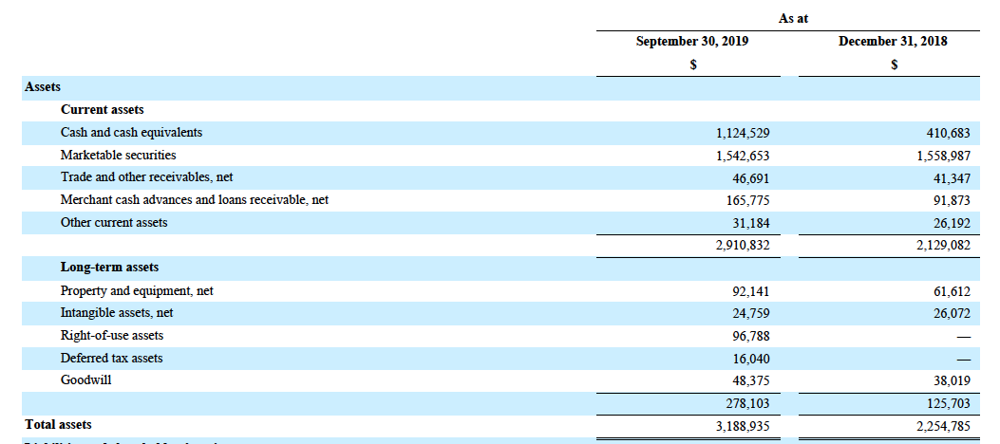 As at
September 30, 2019 December 31, 2018
$ $
Assets
Current assets
Cash and cash equivalents 1,124,529 410,683
Marketable securities 1,542,653 1,558,987
Trade and other receivables, net 46,691 41,347
Merchant cash advances and loans receivable, net 165,775 91,873
Other current assets 31,184 26,192
2,910,832 2,129,082
Long-term assets
Property and equipment, net 92,141 61,612
Intangible assets, net 24,759 26,072
Right-of-use assets 96,788 —
Deferred tax assets 16,040 —
Goodwill 48,375 38,019
278,103 125,703
Total assets 3,188,935 2,254,785